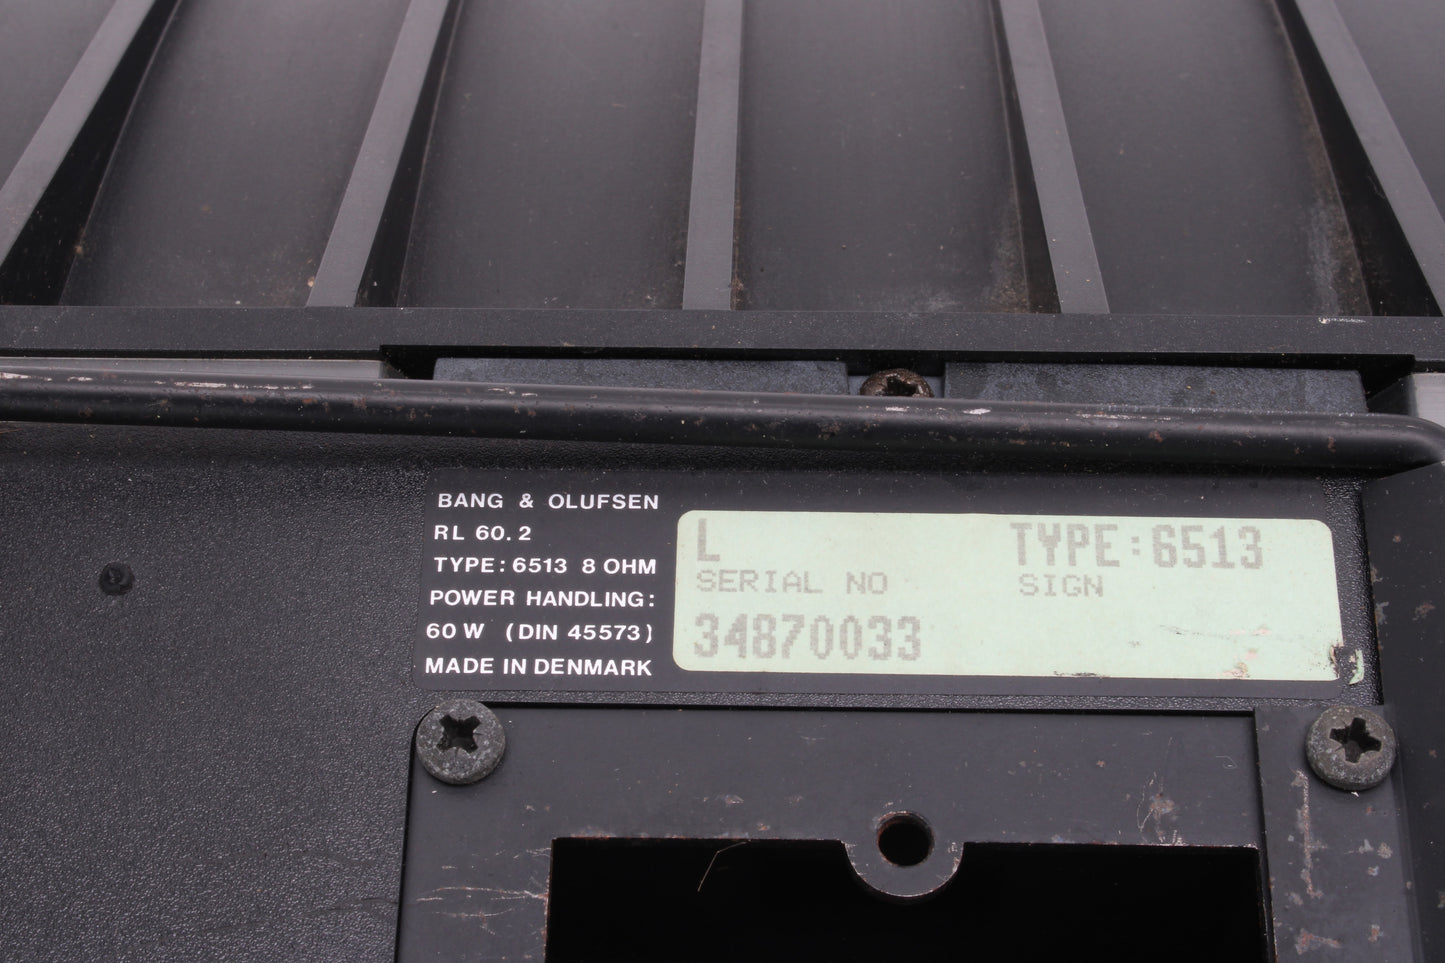 BANG & OLUFSEN
RL 60.2
TYPE: 6513 8 OHM
POWER HANDLING:
60 W (DIN 45573)
MADE IN DENMARK
L TYPE:6513
SERIAL NO SIGN
34870033